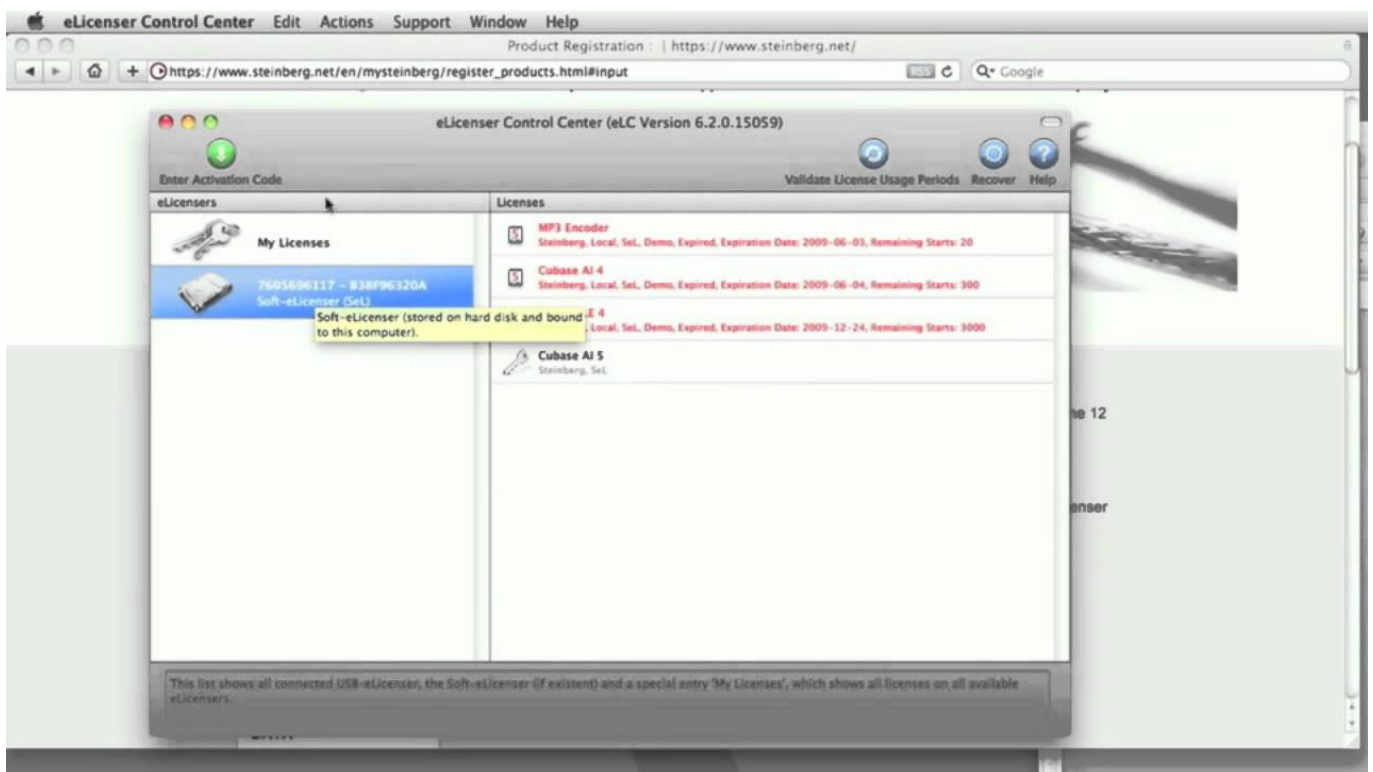 eLicenser Control Center Edit Actions Support Window Help
Product Registration : | https://www.steinberg.net/
https://www.steinberg.net/en/mysteinberg/register_products.html#input RSS Google
eLicenser Control Center (eLC Version 6.2.0.15059)
Enter Activation Code Validate License Usage Periods Recover Help
eLicensers Licenses
My Licenses
7605696117 - B38F96320A
Soft-eLicenser (SeL)
Soft-eLicenser (stored on hard disk and bound
to this computer).
MP3 Encoder
Steinberg, Local, SeL, Demo, Expired, Expiration Date: 2009-06-03, Remaining Starts: 20
Cubase AI 4
Steinberg, Local, SeL, Demo, Expired, Expiration Date: 2009-06-04, Remaining Starts: 300
LE 4
Local, SeL, Demo, Expired, Expiration Date: 2009-12-24, Remaining Starts: 3000
Cubase AI 5
Steinberg, SeL
ne 12
enser
This list shows all connected USB-eLicenser, the Soft-eLicenser (if existent) and a special entry 'My Licenses', which shows all licenses on all available
eLicensers.